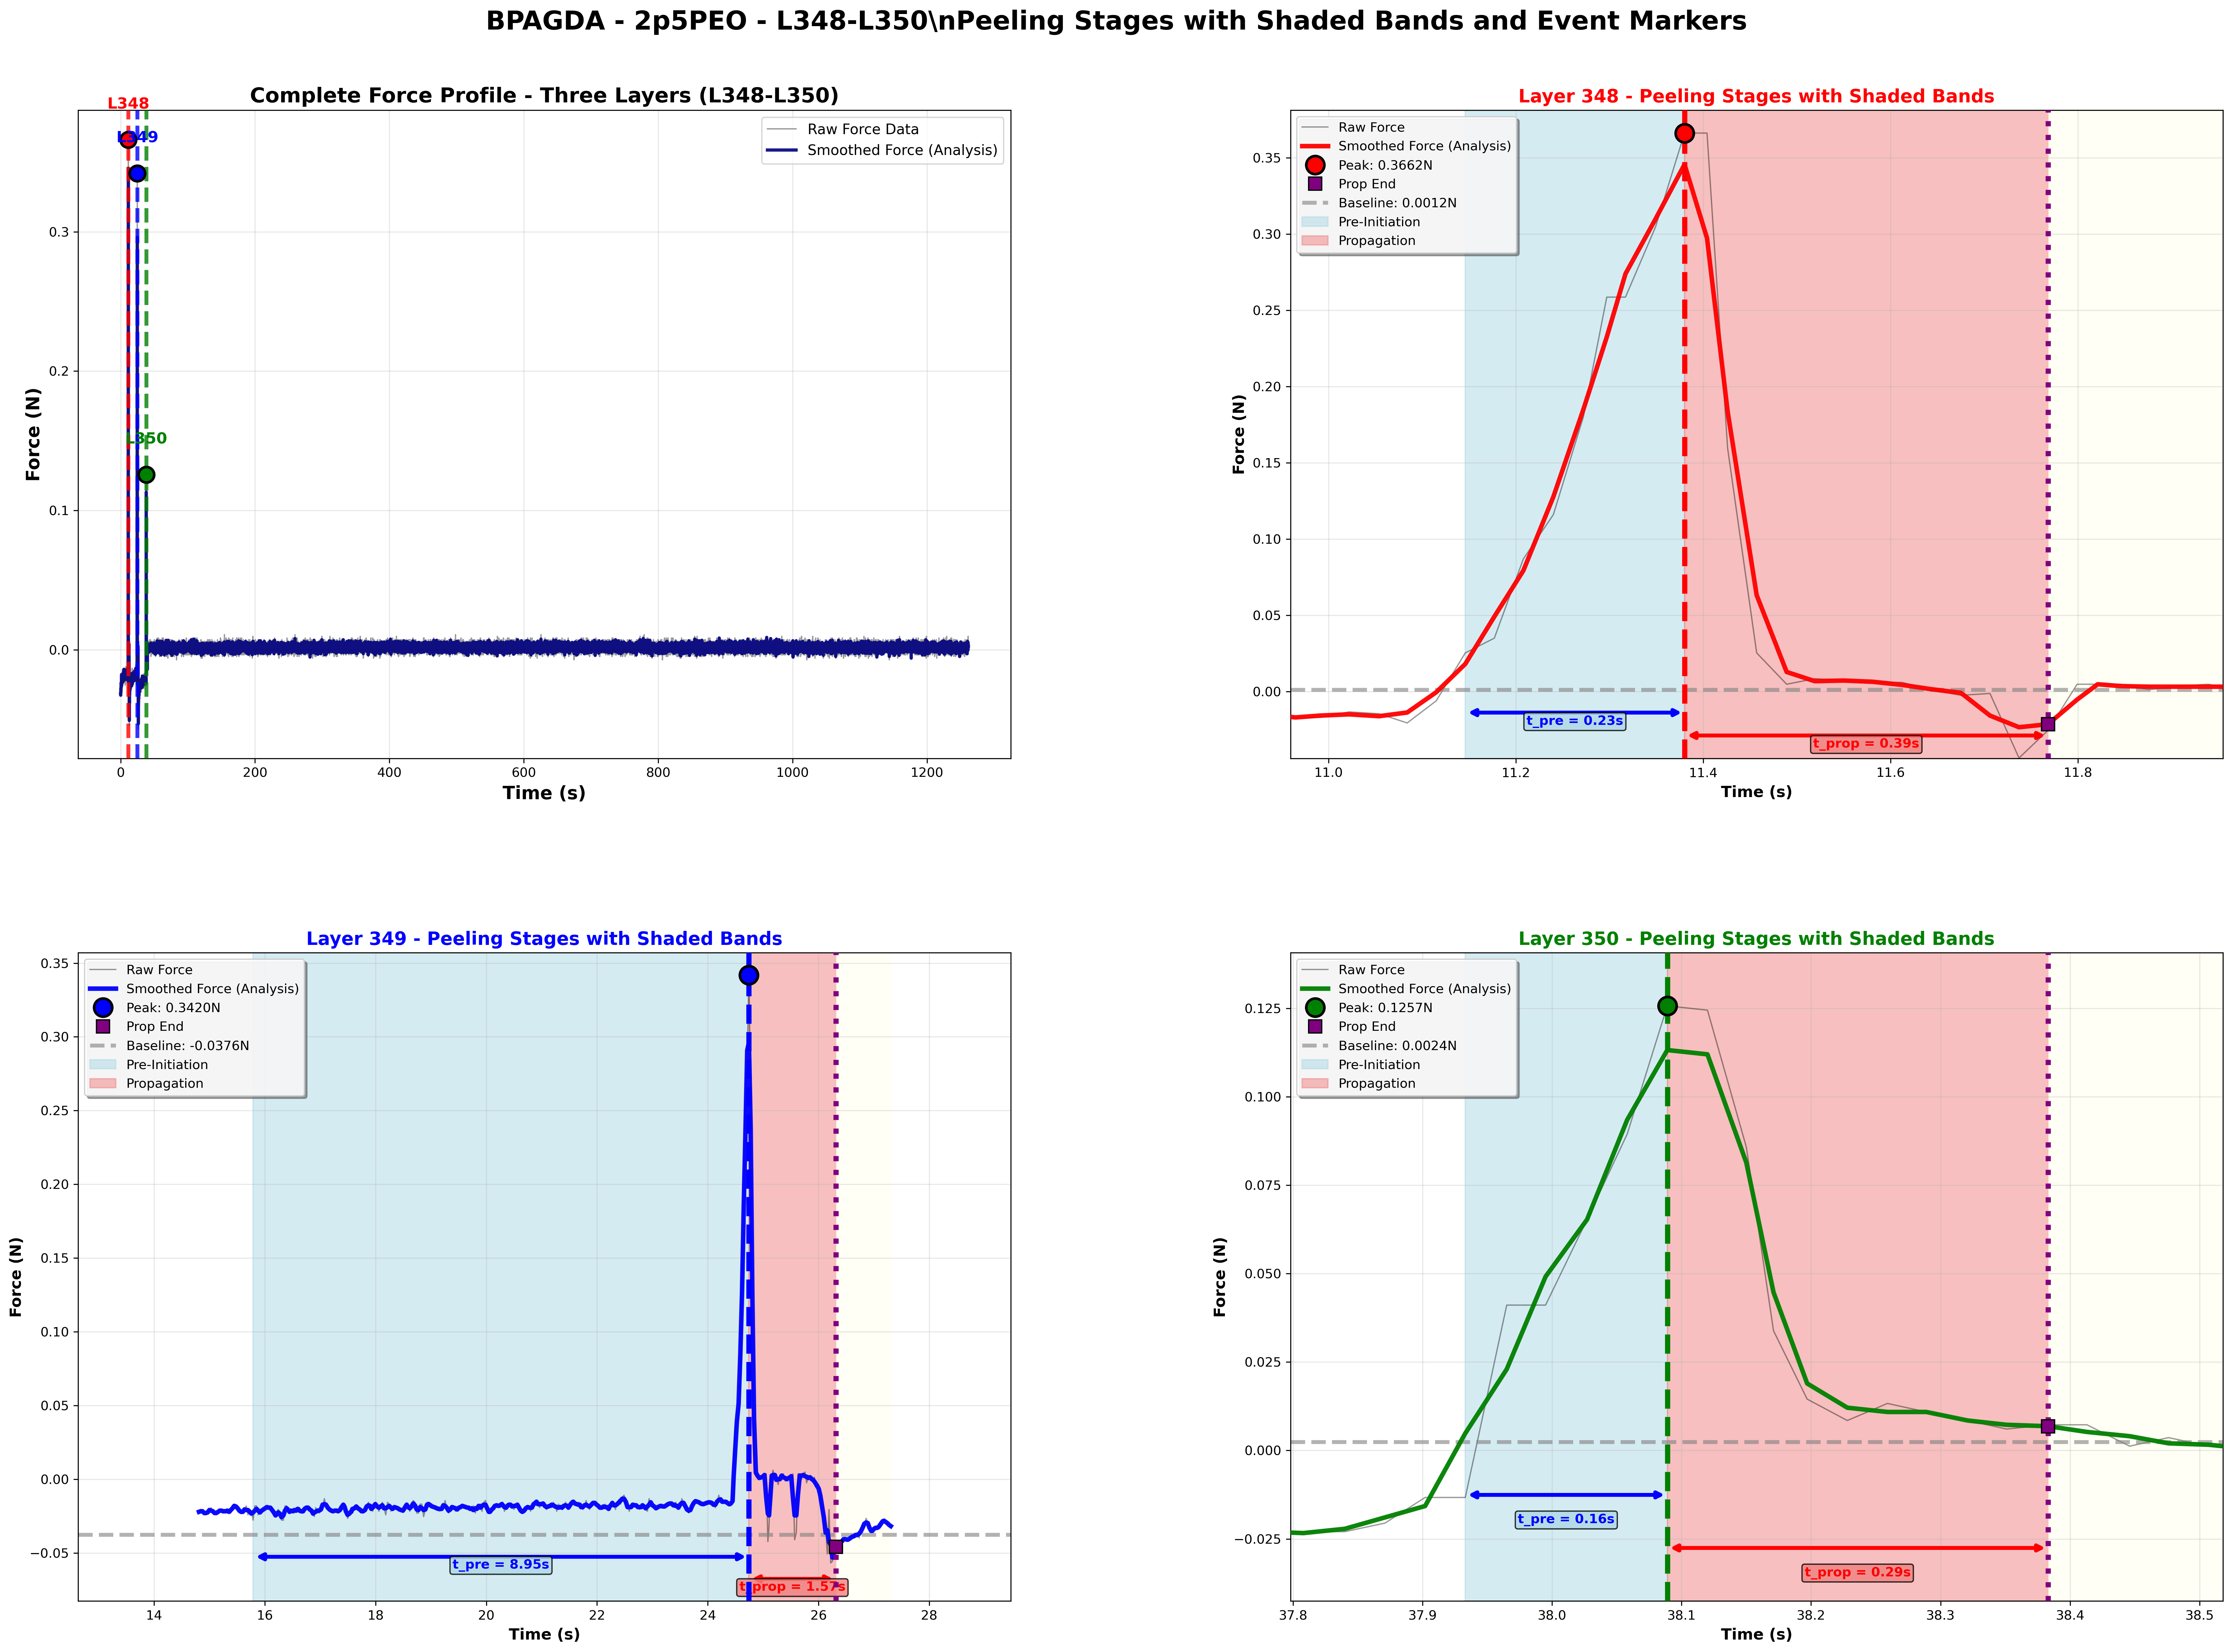 BPAGDA - 2p5PEO - L348-L350\nPeeling Stages with Shaded Bands and Event Markers
Complete Force Profile - Three Layers (L348-L350)
L348
L349
L350
Raw Force Data
Smoothed Force (Analysis)
Force (N)
0.3
0.2
0.1
0.0
0
200
400
600
800
1000
1200
Time (s)
Layer 348 - Peeling Stages with Shaded Bands
Raw Force
Smoothed Force (Analysis)
Peak: 0.3662N
Prop End
Baseline: 0.0012N
Pre-Initiation
Propagation
Force (N)
0.35
0.30
0.25
0.20
0.15
0.10
0.05
0.00
t_pre = 0.23s
t_prop = 0.39s
11.0
11.2
11.4
11.6
11.8
Time (s)
Layer 349 - Peeling Stages with Shaded Bands
Raw Force
Smoothed Force (Analysis)
Peak: 0.3420N
Prop End
Baseline: -0.0376N
Pre-Initiation
Propagation
Force (N)
0.35
0.30
0.25
0.20
0.15
0.10
0.05
0.00
−0.05
t_pre = 8.95s
t_prop = 1.57s
14
16
18
20
22
24
26
28
Time (s)
Layer 350 - Peeling Stages with Shaded Bands
Raw Force
Smoothed Force (Analysis)
Peak: 0.1257N
Prop End
Baseline: 0.0024N
Pre-Initiation
Propagation
Force (N)
0.125
0.100
0.075
0.050
0.025
0.000
−0.025
t_pre = 0.16s
t_prop = 0.29s
37.8
37.9
38.0
38.1
38.2
38.3
38.4
38.5
Time (s)